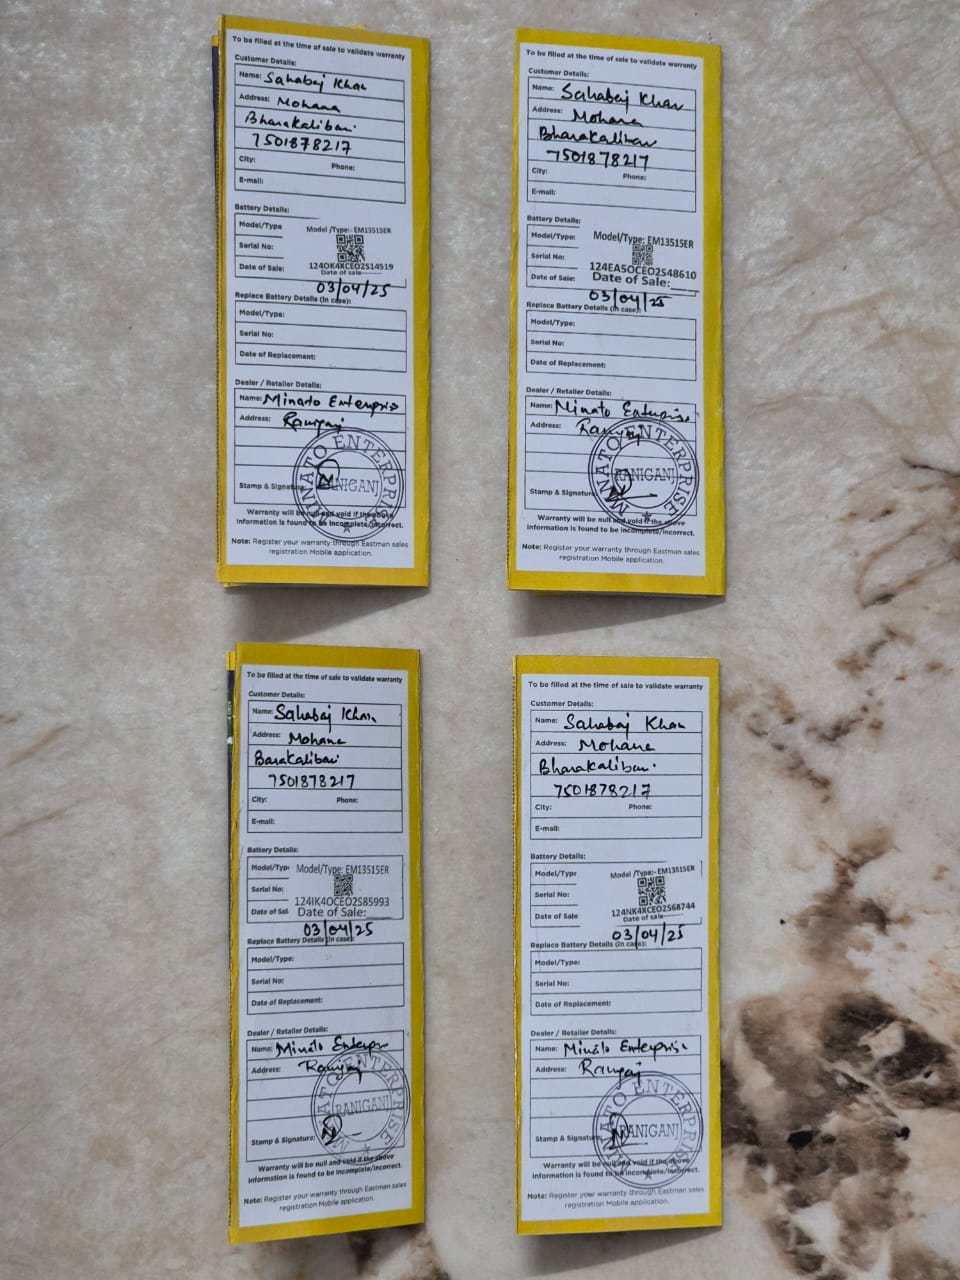 To be filled at the time of sale to validate warranty
Customer Details:
Name: Sahabaj Khan
Address: Mohana
Bharakalibari
7501878217
City: Phone:
E-mail:
Battery Details:
Model/Type Model /Type:- EM13515ER
Serial No:
124OK4XCEO2S14519
Date of Sale: Date of sale--------
03/04/25
Replace Battery Details (in case):
Model/Type:
Serial No:
Date of Replacement:
Dealer / Retailer Details:
Name: Minato Enterprise
Address: Raniganj
Stamp & Signature:
MINATO ENTERPRISE
RANIGANJ
Warranty will be null and void if the above
information is found to be incomplete/incorrect.
Note: Register your warranty through Eastman sales
registration Mobile application.
To be filled at the time of sale to validate warranty
Customer Details:
Name: Sahabaj Khan
Address: Mohana
Bharakalibari
7501878217
City: Phone:
E-mail:
Battery Details:
Model/Type: Model/Type: EM13515ER
Serial No:
124EA5OCEO2S48610
Date of Sale: Date of Sale:____
03/04/25
Replace Battery Details (in case):
Model/Type:
Serial No:
Date of Replacement:
Dealer / Retailer Details:
Name: Minato Enterprise
Address: Raniganj
Stamp & Signature:
MINATO ENTERPRISE
RANIGANJ
Warranty will be null and void if the above
information is found to be incomplete/incorrect.
Note: Register your warranty through Eastman sales
registration Mobile application.
To be filled at the time of sale to validate warranty
Customer Details:
Name: Sahabaj Khan
Address: Mohana
Barakalibari
7501878217
City: Phone:
E-mail:
Battery Details:
Model/Type Model/Type: EM13515ER
Serial No:
124IK4OCEO2S85993
Date of Sal Date of Sale:____
03/04/25
Replace Battery Details (in case):
Model/Type:
Serial No:
Date of Replacement:
Dealer / Retailer Details:
Name: Minato Enterpr
Address: Raniganj
Stamp & Signature:
MINATO ENTERPRISE
RANIGANJ
Warranty will be null and void if the above
information is found to be incomplete/incorrect.
Note: Register your warranty through Eastman sales
registration Mobile application.
To be filled at the time of sale to validate warranty
Customer Details:
Name: Sahabaj Khan
Address: Mohana
Bharakalibari
7501878217
City: Phone:
E-mail:
Battery Details:
Model/Type Model /Type:- EM13515ER
Serial No:
124NK4XCEO2S68744
Date of Sale Date of sale--------
03/04/25
Replace Battery Details (in case):
Model/Type:
Serial No:
Date of Replacement:
Dealer / Retailer Details:
Name: Minato Enterprise
Address: Raniganj
Stamp & Signature:
MINATO ENTERPRISE
RANIGANJ
Warranty will be null and void if the above
information is found to be incomplete/incorrect.
Note: Register your warranty through Eastman sales
registration Mobile application.